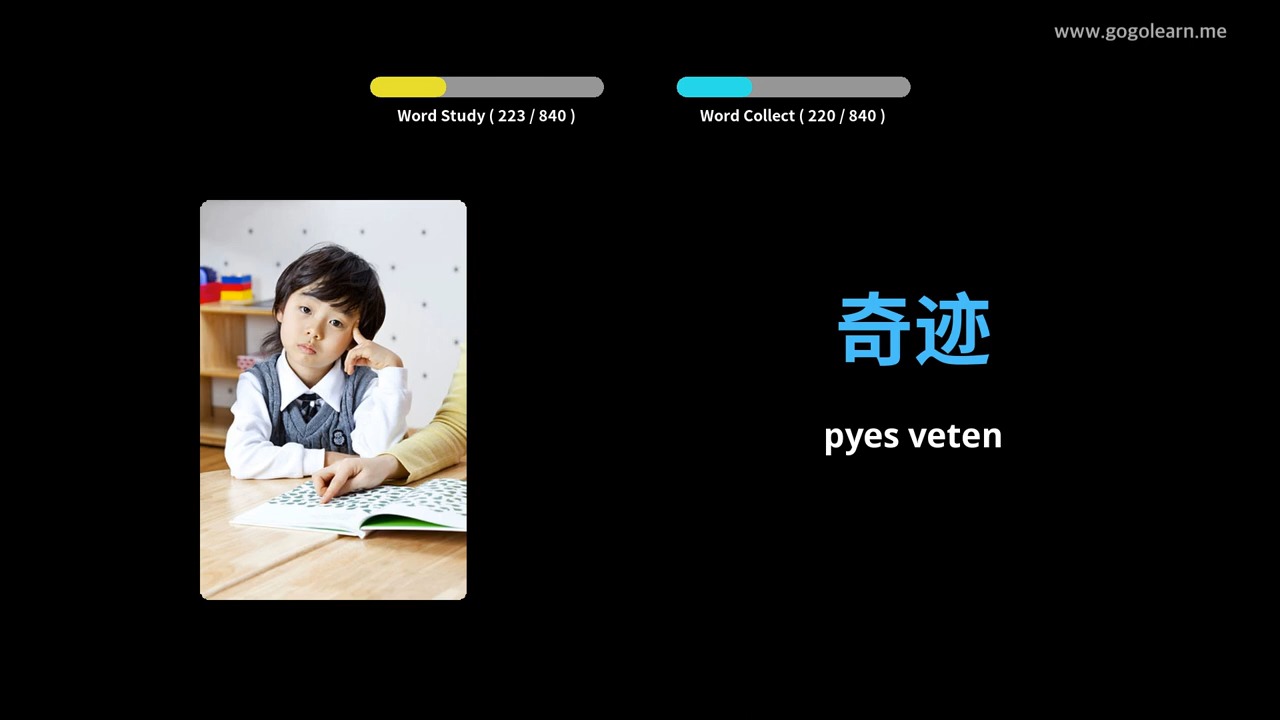 www.gogolearn.me
Word Study ( 223 / 840 )
Word Collect ( 220 / 840 )
奇迹
pyes veten